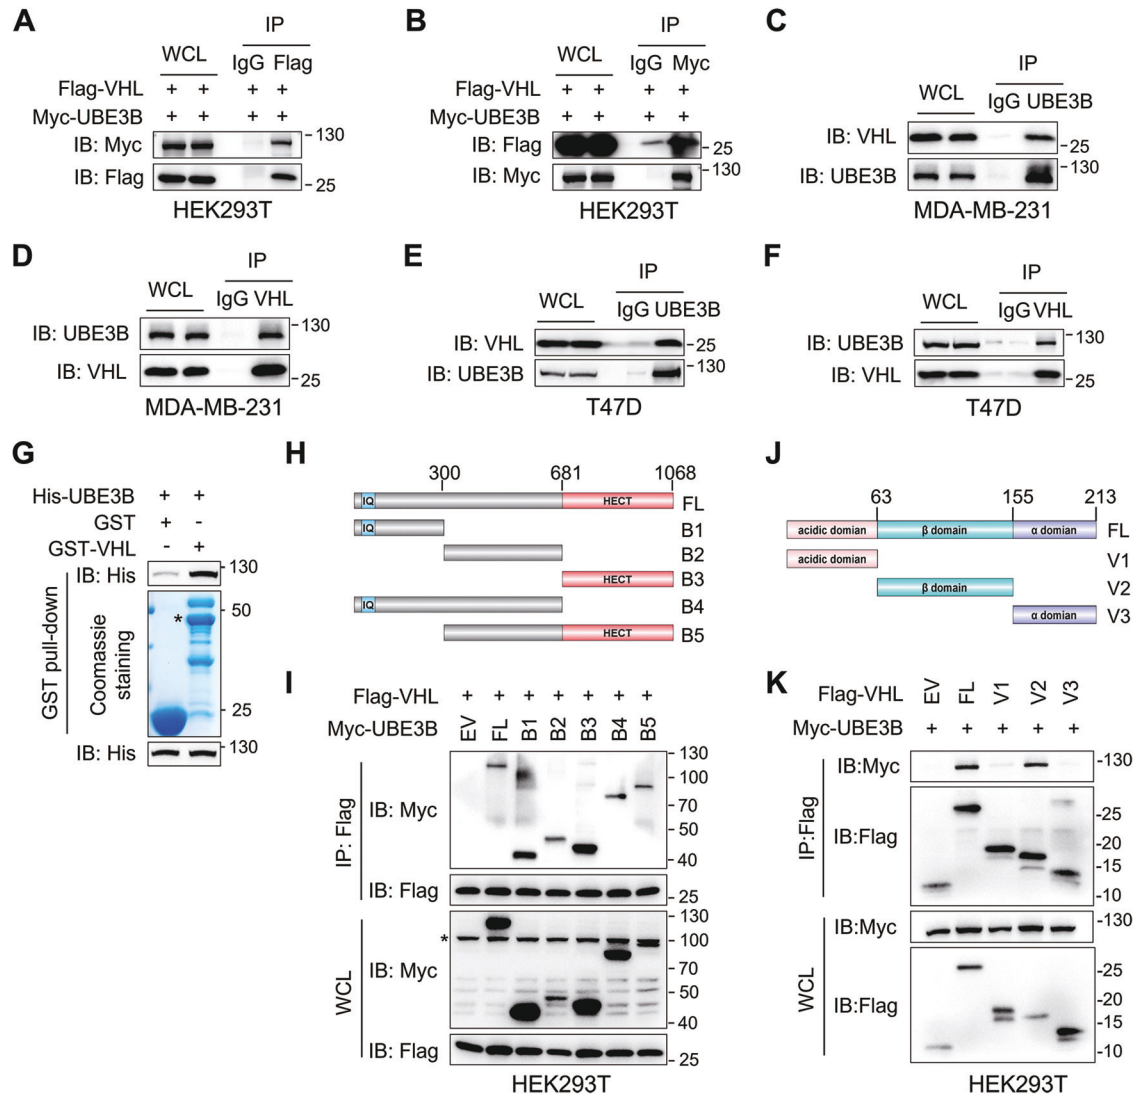 A
IP
WCL
IgG Flag
Flag-VHL + + + +
Myc-UBE3B + + + +
IB: Myc
-130
IB: Flag
-25
HEK293T
B
IP
WCL
IgG Myc
Flag-VHL + + + +
Myc-UBE3B + + + +
IB: Flag
-25
IB: Myc
-130
HEK293T
C
IP
WCL
IgG UBE3B
IB: VHL
-25
IB: UBE3B
-130
MDA-MB-231
D
IP
WCL
IgG VHL
IB: UBE3B
-130
IB: VHL
-25
MDA-MB-231
E
IP
WCL
IgG UBE3B
IB: VHL
-25
IB: UBE3B
-130
T47D
F
IP
WCL
IgG VHL
IB: UBE3B
-130
IB: VHL
-25
T47D
G
His-UBE3B + +
GST + -
GST-VHL - +
GST pull-down
IB: His
-130
Coomassie staining
-50
*
-25
IB: His
-130
H
300 681 1068
IQ HECT FL
IQ B1
B2
HECT B3
IQ B4
HECT B5
J
63 155 213
acidic domian β domain α domian FL
acidic domian V1
β domain V2
α domian V3
I
Flag-VHL + + + + + + +
Myc-UBE3B EV FL B1 B2 B3 B4 B5
IP: Flag
IB: Myc
-130
-100
-70
-50
-40
IB: Flag
-25
WCL
*
IB: Myc
-130
-100
-70
-50
-40
IB: Flag
-25
HEK293T
K
Flag-VHL EV FL V1 V2 V3
Myc-UBE3B + + + + +
IP:Flag
IB:Myc
-130
IB:Flag
-25
-20
-15
-10
WCL
IB:Myc
-130
IB:Flag
-25
-20
-15
-10
HEK293T